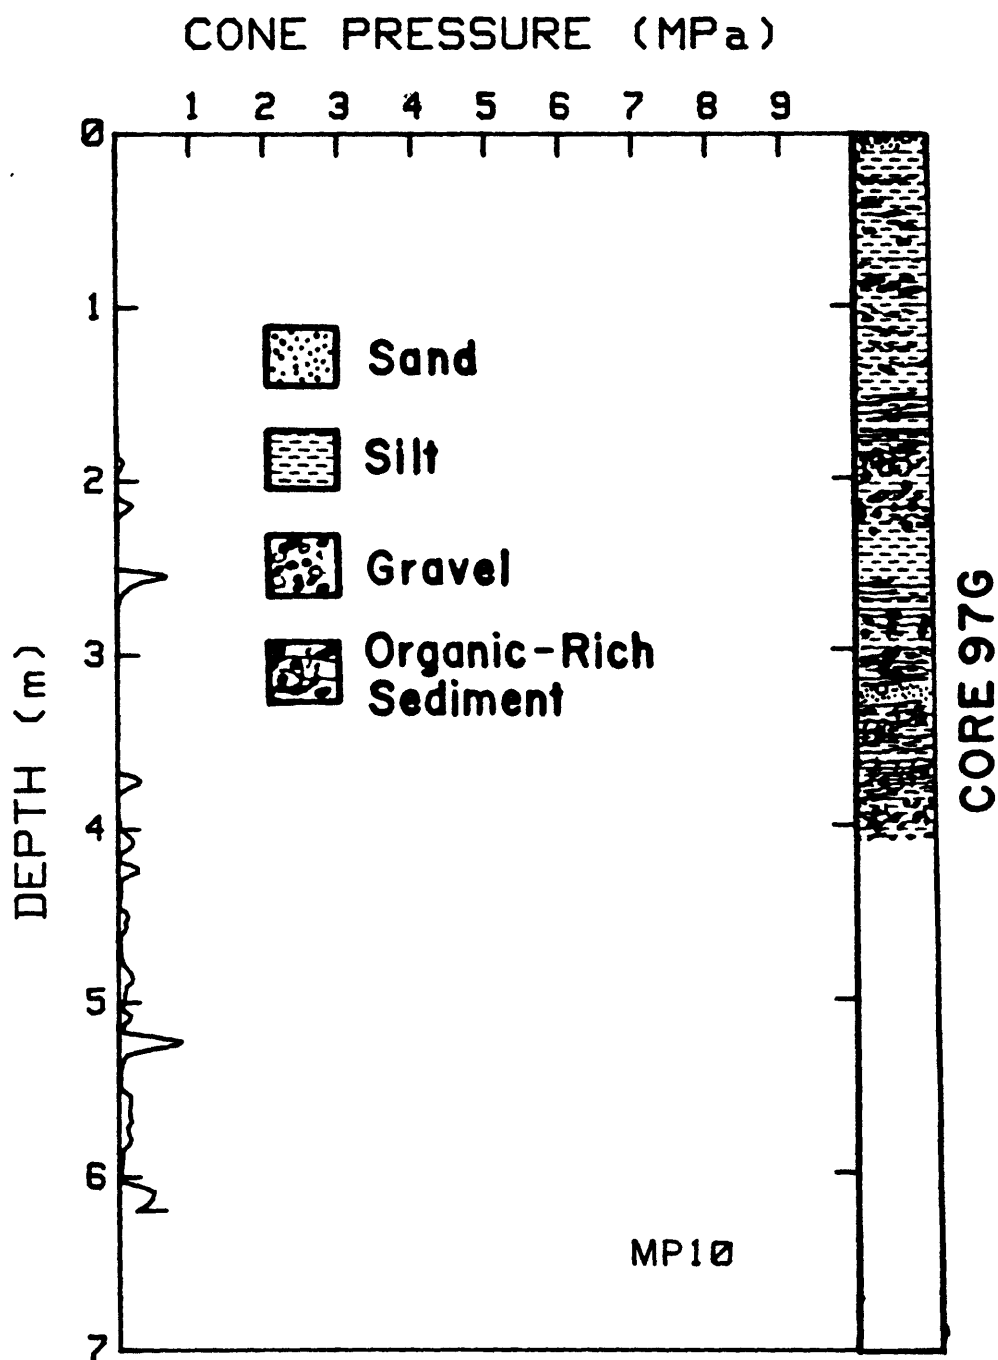 CONE PRESSURE (MPa)
1 2 3 4 5 6 7 8 9
0
1
2
3
4
5
6
7
DEPTH (m)
Sand
Silt
Gravel
Organic-Rich
Sediment
MP10
CORE 97G